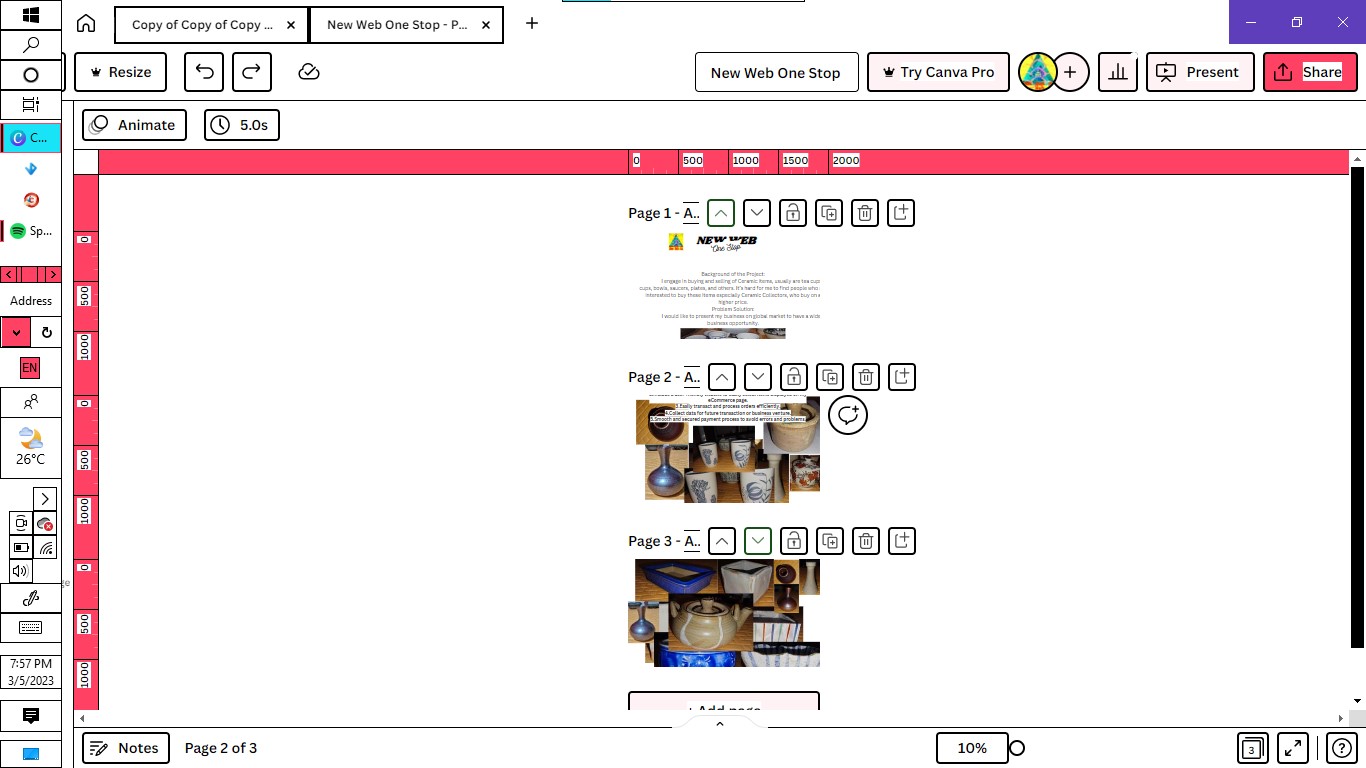 Copy of Copy of Copy ...
New Web One Stop - P...
Resize
New Web One Stop
Try Canva Pro
Present
Share
C...
Animate
5.0s
0 500 1000 1500 2000
Sp...
Page 1 - A..
NEW WEB
One Stop
Background of the Project:
I engage in buying and selling of Ceramic items, usually are tea cups
cups, bowls, saucers, plates, and others. It's hard for me to find people who
interested to buy these items especially Ceramic Collectors, who buy on a
higher price.
Problem Solution:
I would like to present my business on global market to have a wide
business opportunity.
0
500
1000
Address
EN
Page 2 - A..
eCommerce page.
3.Easily transact and process orders efficiently.
4.Collect data for future transaction or business venture.
5.Smooth and secured payment process to avoid errors and problems.
0
500
1000
26°C
Page 3 - A..
0
500
1000
7:57 PM
3/5/2023
+ Add page
Notes
Page 2 of 3
10%
3